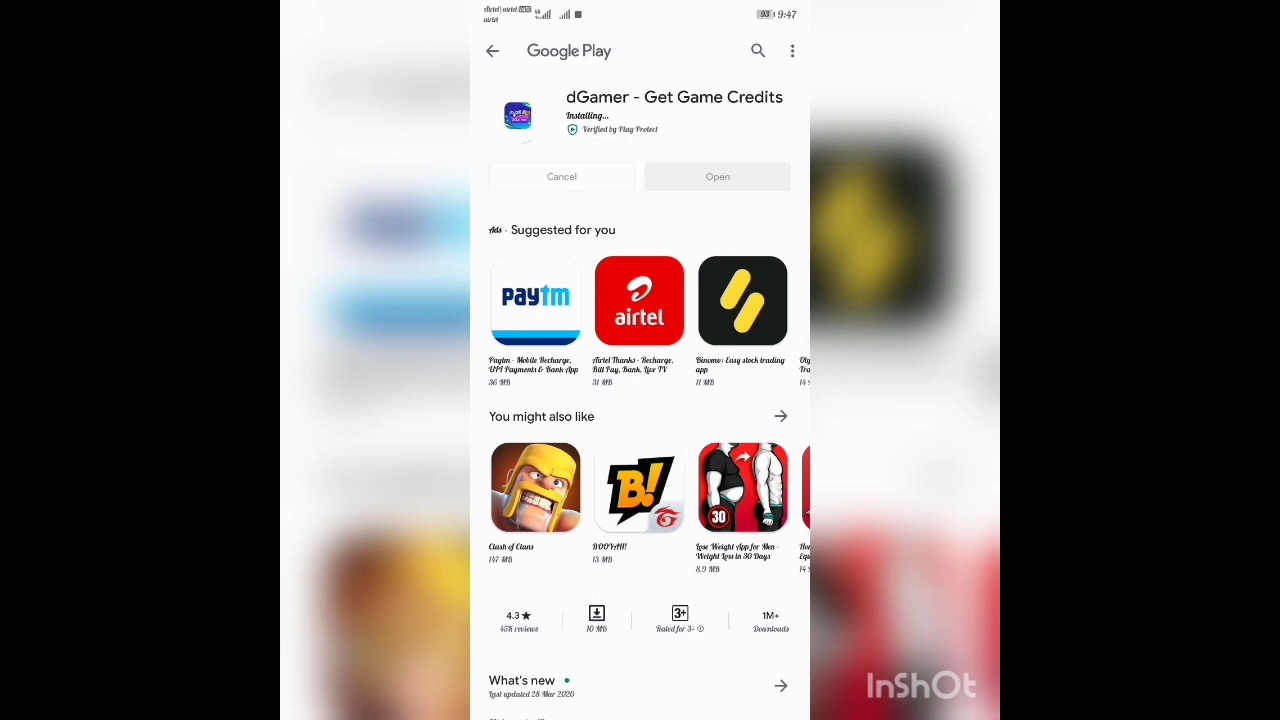 Airtel|airtel VoLTE
airtel
93 9:47
Google Play
dGamer - Get Game Credits
Installing...
Verified by Play Protect
Cancel
Open
Ads · Suggested for you
paytm
airtel
Paytm - Mobile Recharge,
UPI Payments & Bank App
36 MB
Airtel Thanks - Recharge,
Bill Pay, Bank, Live TV
31 MB
Binomo: Easy stock trading
app
11 MB
You might also like
B!
30
Clash of Clans
147 MB
BOOYAH!
13 MB
Lose Weight App for Men -
Weight Loss in 30 Days
8.9 MB
4.3★
45K reviews
10 MB
3+
Rated for 3+
1M+
Downloads
What's new
Last updated 28 Mar 2020
InShOt